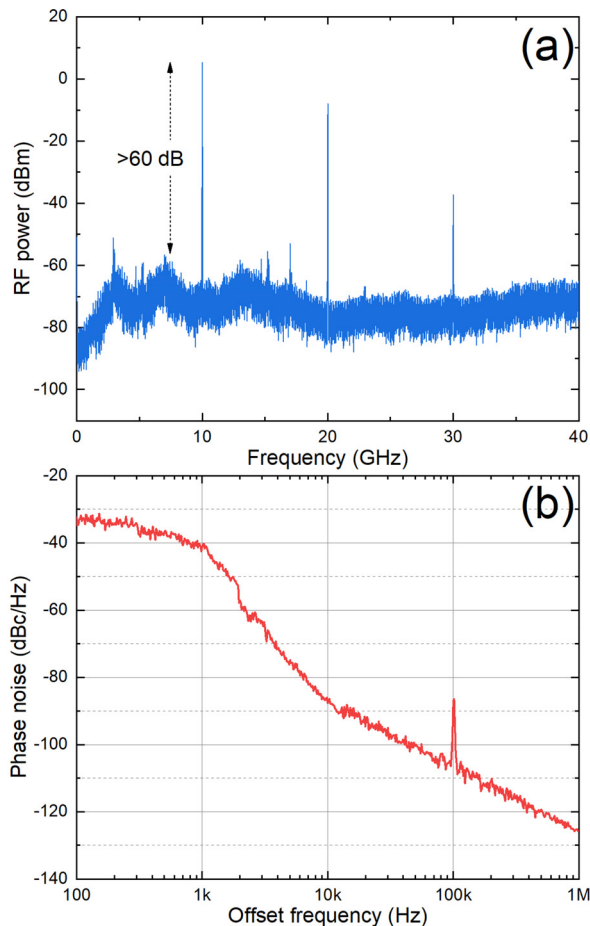 (a)
20
0
-20
-40
-60
-80
-100
RF power (dBm)
>60 dB
0 10 20 30 40
Frequency (GHz)
(b)
-20
-40
-60
-80
-100
-120
-140
Phase noise (dBc/Hz)
100 1k 10k 100k 1M
Offset frequency (Hz)